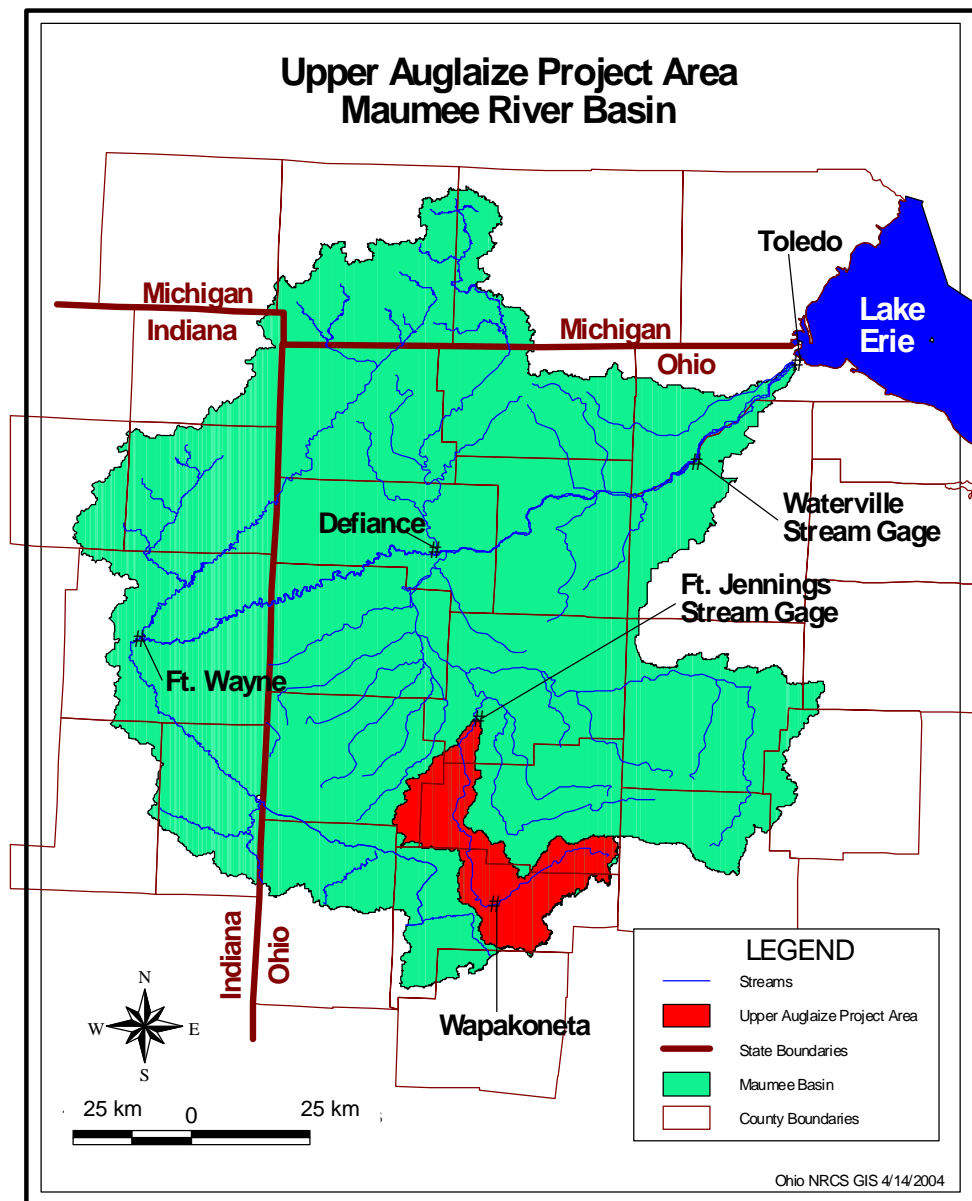 Upper Auglaize Project Area
Maumee River Basin
Toledo
Michigan
Indiana
Michigan
Ohio
Lake
Erie
Defiance
Waterville
Stream Gage
Ft. Jennings
Stream Gage
Ft. Wayne
Indiana
Ohio
Wapakoneta
N
W
E
S
25 km
0
25 km
LEGEND
Streams
Upper Auglaize Project Area
State Boundaries
Maumee Basin
County Boundaries
Ohio NRCS GIS 4/14/2004